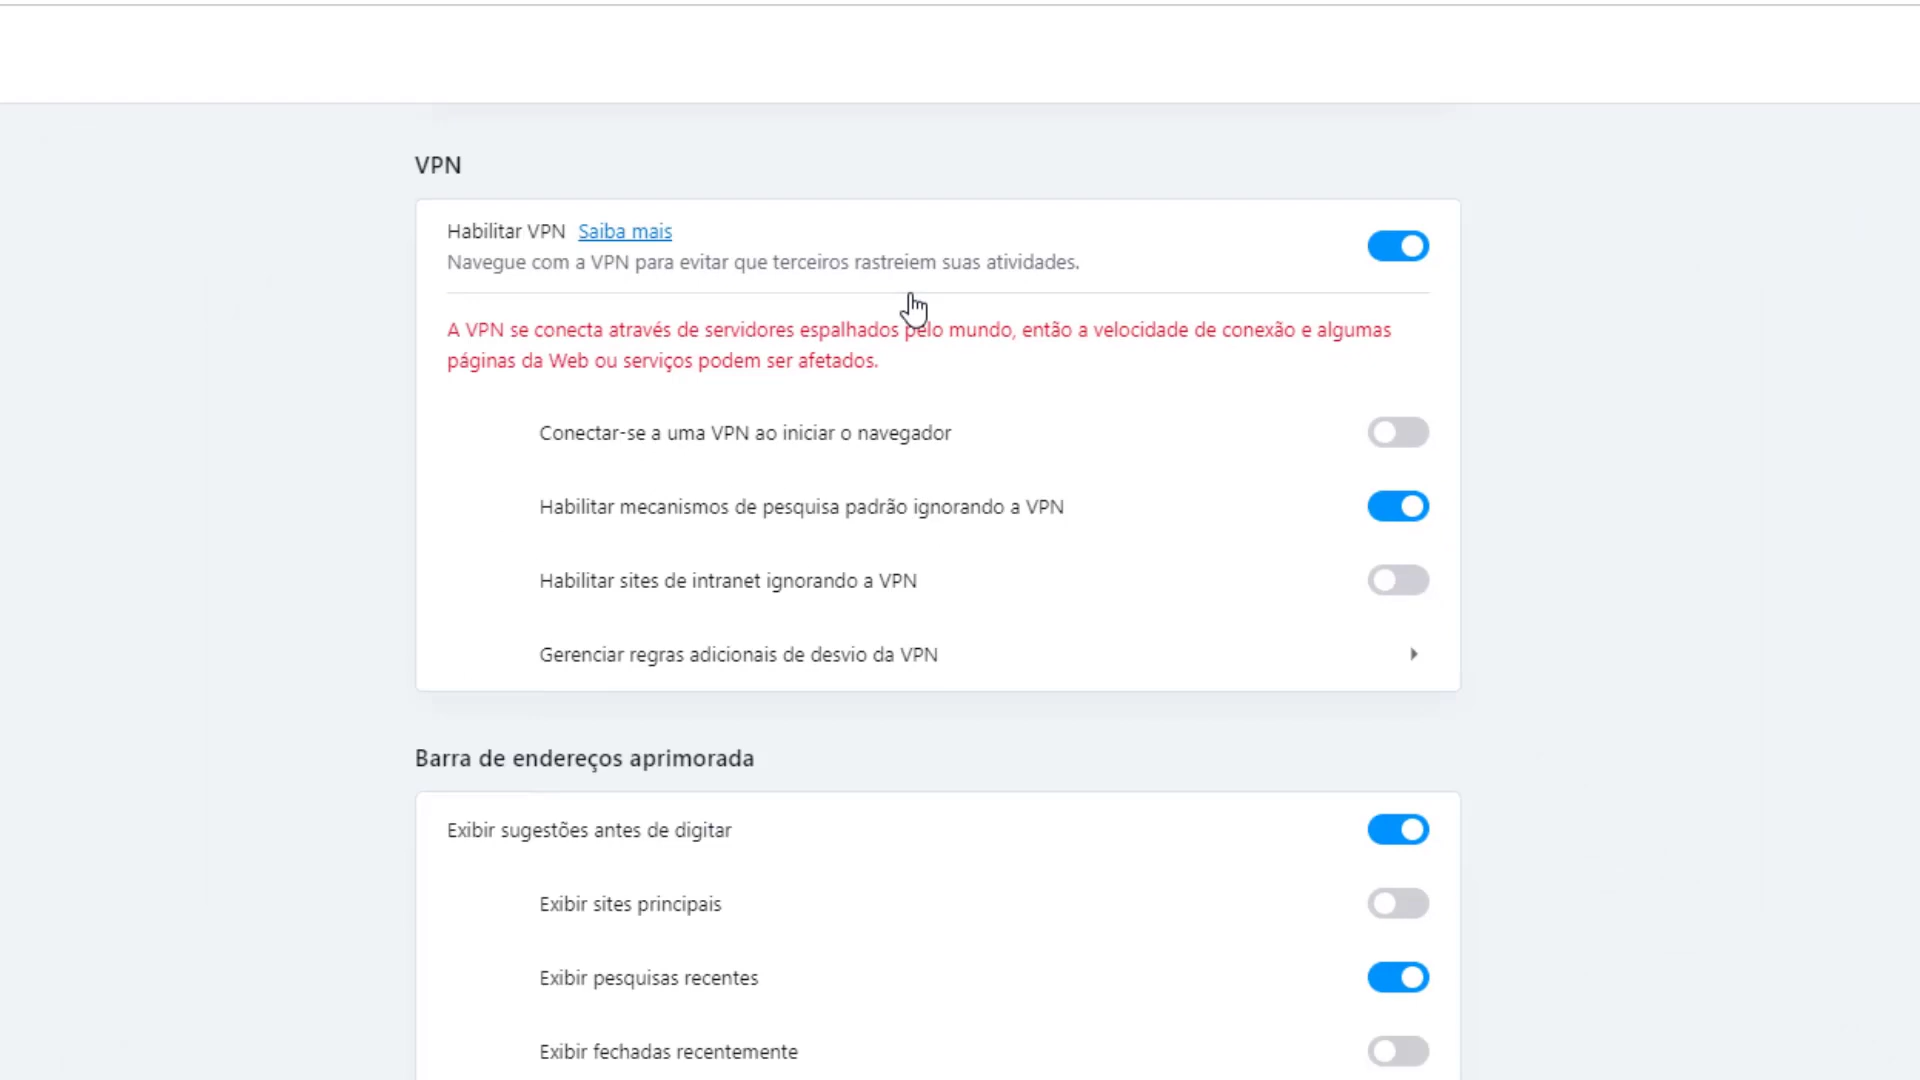 VPN
Habilitar VPN Saiba mais
Navegue com a VPN para evitar que terceiros rastreiem suas atividades.
A VPN se conecta através de servidores espalhados pelo mundo, então a velocidade de conexão e algumas
páginas da Web ou serviços podem ser afetados.
Conectar-se a uma VPN ao iniciar o navegador
Habilitar mecanismos de pesquisa padrão ignorando a VPN
Habilitar sites de intranet ignorando a VPN
Gerenciar regras adicionais de desvio da VPN
Barra de endereços aprimorada
Exibir sugestões antes de digitar
Exibir sites principais
Exibir pesquisas recentes
Exibir fechadas recentemente